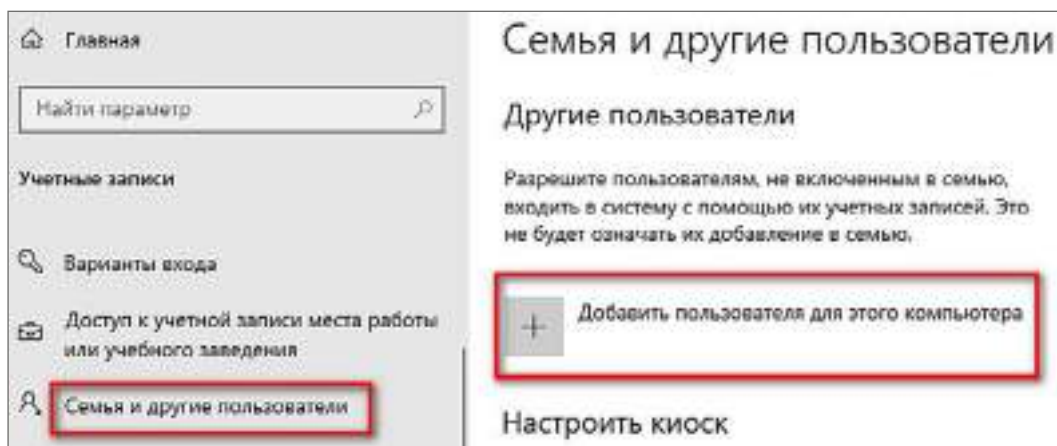 Главная
Найти параметр
Учетные записи
Варианты входа
Доступ к учетной записи места работы
или учебного заведения
Семья и другие пользователи
Семья и другие пользователи
Другие пользователи
Разрешите пользователям, не включенным в семью,
входить в систему с помощью их учетных записей. Это
не будет означать их добавление в семью.
Добавить пользователя для этого компьютера
Настроить киоск